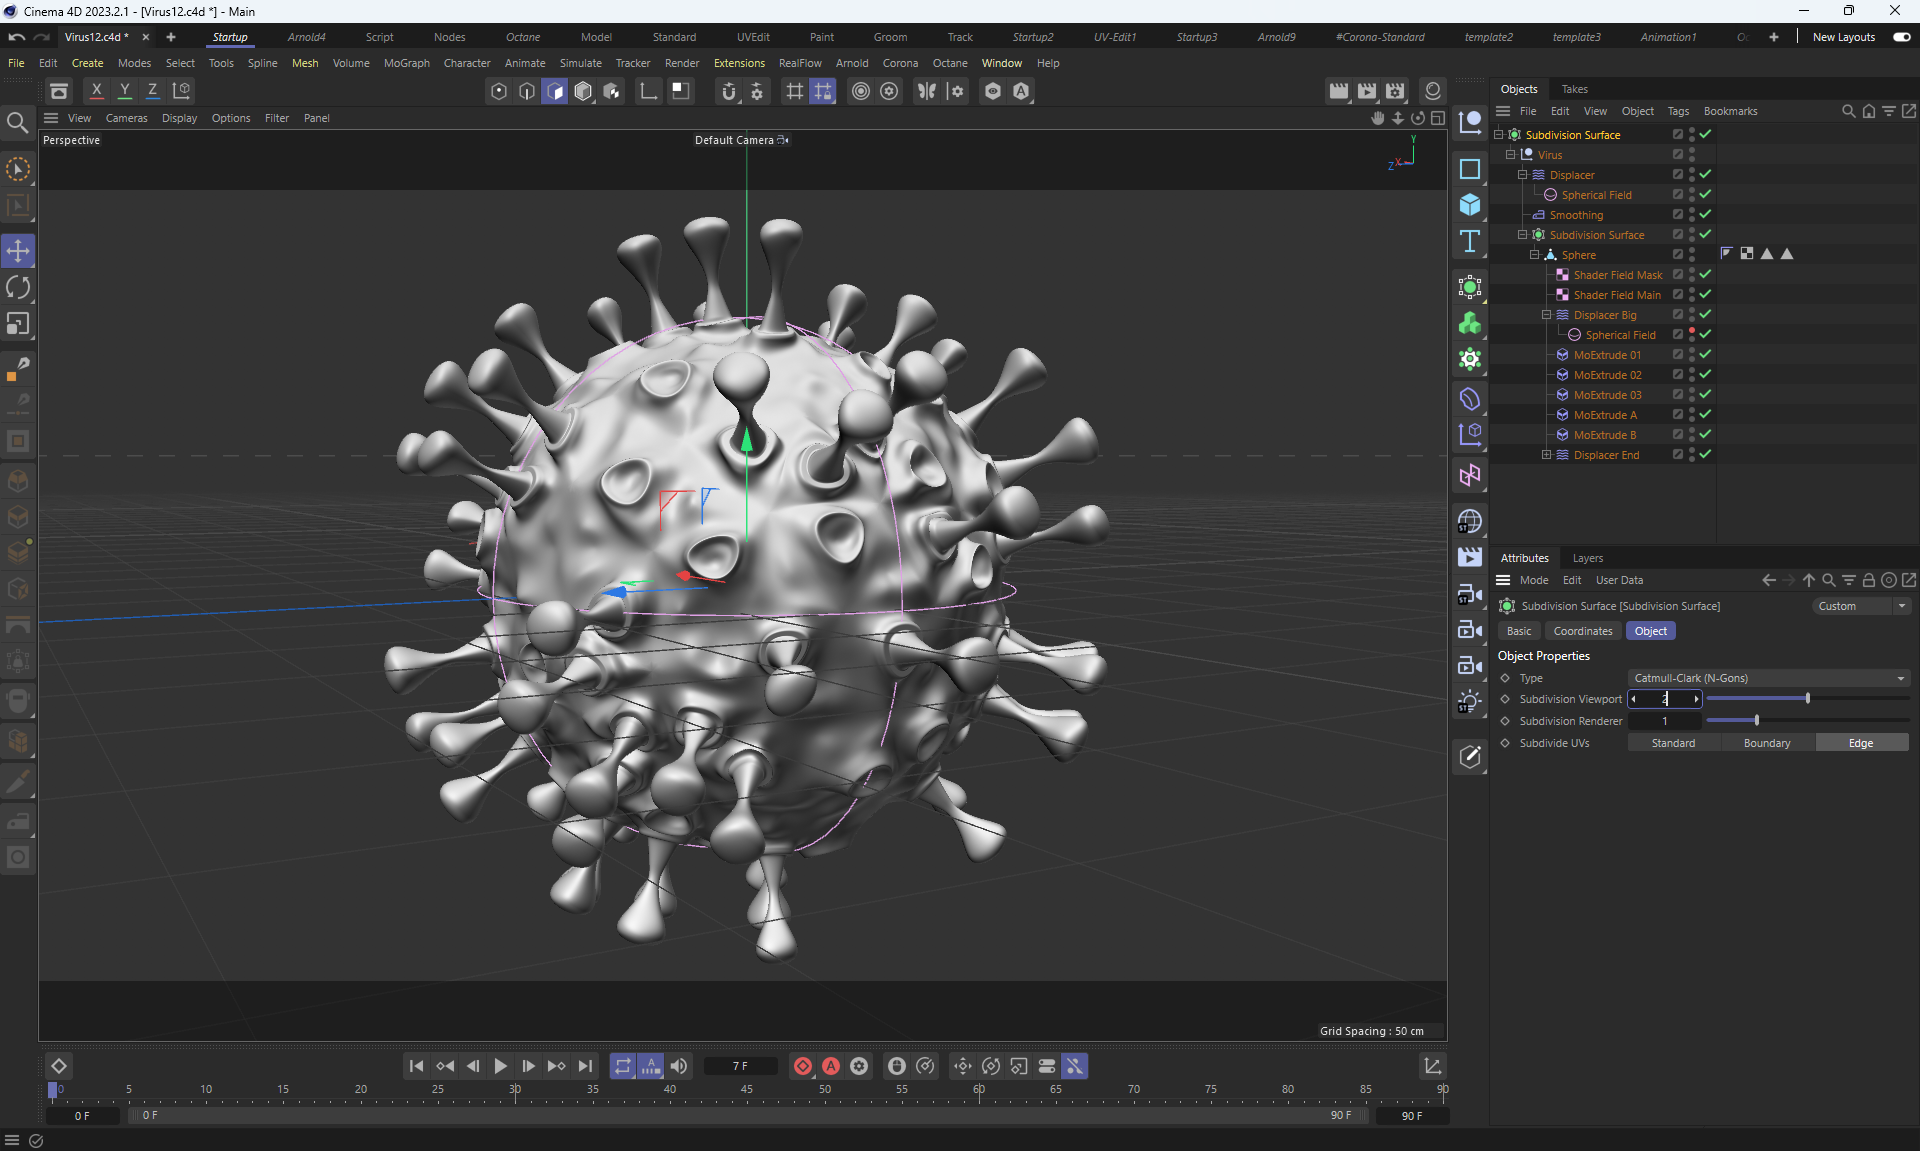 Cinema 4D 2023.2.1 - [Virus12.c4d *] - Main
Virus12.c4d *
Startup Arnold4 Script Nodes Octane Model Standard UVEdit Paint Groom Track Startup2 UV-Edit1 Startup3 Arnold9 #Corona-Standard template2 template3 Animation1 New Layouts
File Edit Create Modes Select Tools Spline Mesh Volume MoGraph Character Animate Simulate Tracker Render Extensions RealFlow Arnold Corona Octane Window Help
X Y Z
View Cameras Display Options Filter Panel
Perspective
Default Camera
Y
X
Z
Grid Spacing : 50 cm
Objects Takes
File Edit View Object Tags Bookmarks
Subdivision Surface
Virus
Displacer
Spherical Field
Smoothing
Subdivision Surface
Sphere
Shader Field Mask
Shader Field Main
Displacer Big
Spherical Field
MoExtrude 01
MoExtrude 02
MoExtrude 03
MoExtrude A
MoExtrude B
Displacer End
Attributes Layers
Mode Edit User Data
Subdivision Surface [Subdivision Surface]
Custom
Basic Coordinates Object
Object Properties
Type Catmull-Clark (N-Gons)
Subdivision Viewport 2
Subdivision Renderer 1
Subdivide UVs Standard Boundary Edge
ST
ST
ST
7 F
0 5 10 15 20 25 30 35 40 45 50 55 60 65 70 75 80 85 90
0 F 0 F 90 F 90 F